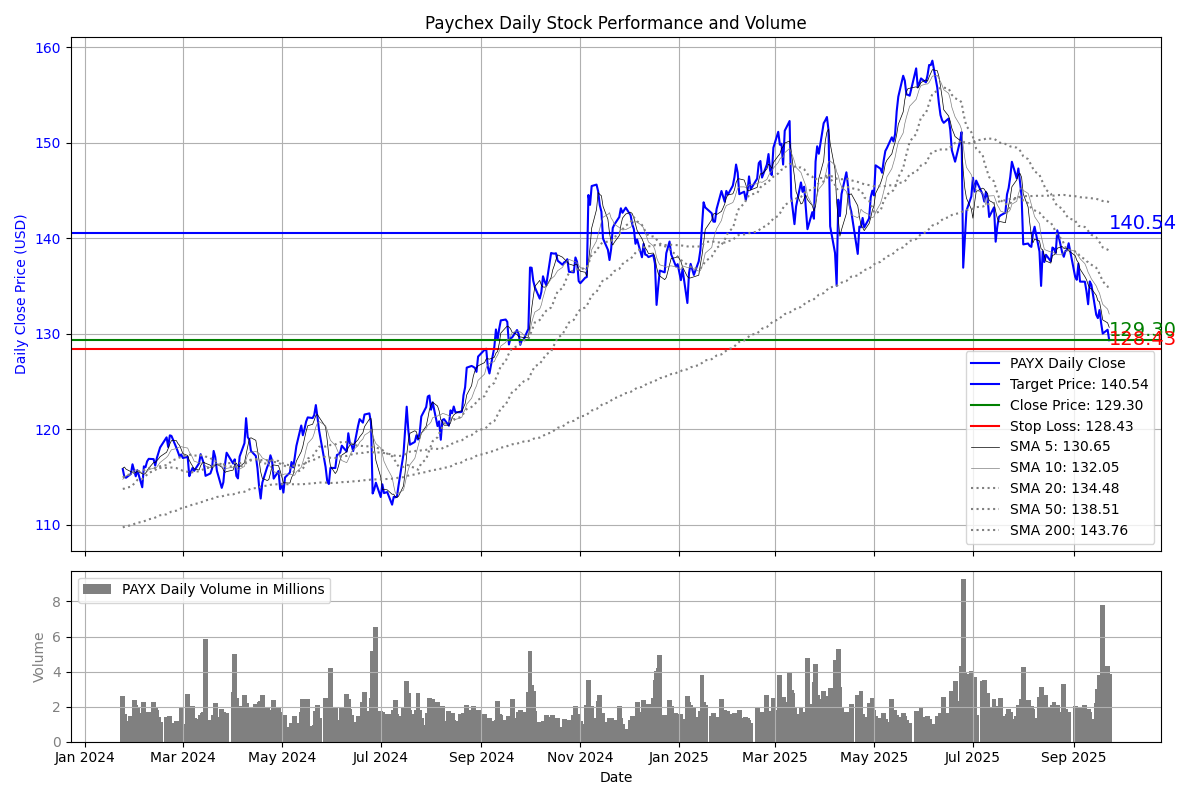 Paychex Daily Stock Performance and Volume
160
150
140
130
120
110
Daily Close Price (USD)
140.54
129.30
128.43
PAYX Daily Close
Target Price: 140.54
Close Price: 129.30
Stop Loss: 128.43
SMA 5: 130.65
SMA 10: 132.05
SMA 20: 134.48
SMA 50: 138.51
SMA 200: 143.76
PAYX Daily Volume in Millions
8
6
4
2
0
Volume
Jan 2024 Mar 2024 May 2024 Jul 2024 Sep 2024 Nov 2024 Jan 2025 Mar 2025 May 2025 Jul 2025 Sep 2025
Date